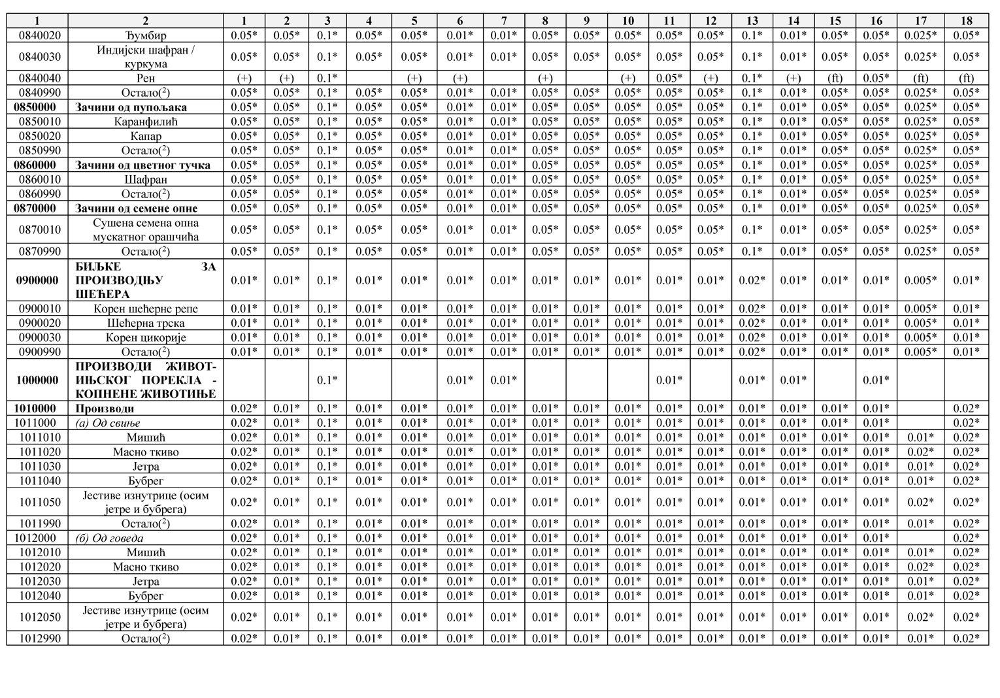 1 2 1 2 3 4 5 6 7 8 9 10 11 12 13 14 15 16 17 18
0840020 Ђумбир 0.05* 0.05* 0.1* 0.05* 0.05* 0.01* 0.01* 0.05* 0.05* 0.05* 0.05* 0.05* 0.1* 0.01* 0.05* 0.05* 0.025* 0.05*
Индијски шафран /
0840030 куркума 0.05* 0.05* 0.1* 0.05* 0.05* 0.01* 0.01* 0.05* 0.05* 0.05* 0.05* 0.05* 0.1* 0.01* 0.05* 0.05* 0.025* 0.05*
0840040 Рен (+) (+) 0.1* (+) (+) (+) (+) 0.05* (+) 0.1* (+) (ft) 0.05* (ft) (ft)
0840990 Остало(2) 0.05* 0.05* 0.1* 0.05* 0.05* 0.01* 0.01* 0.05* 0.05* 0.05* 0.05* 0.05* 0.1* 0.01* 0.05* 0.05* 0.025* 0.05*
0850000 Зачини од пупољака 0.05* 0.05* 0.1* 0.05* 0.05* 0.01* 0.01* 0.05* 0.05* 0.05* 0.05* 0.05* 0.1* 0.01* 0.05* 0.05* 0.025* 0.05*
0850010 Каранфилић 0.05* 0.05* 0.1* 0.05* 0.05* 0.01* 0.01* 0.05* 0.05* 0.05* 0.05* 0.05* 0.1* 0.01* 0.05* 0.05* 0.025* 0.05*
0850020 Капар 0.05* 0.05* 0.1* 0.05* 0.05* 0.01* 0.01* 0.05* 0.05* 0.05* 0.05* 0.05* 0.1* 0.01* 0.05* 0.05* 0.025* 0.05*
0850990 Остало(2) 0.05* 0.05* 0.1* 0.05* 0.05* 0.01* 0.01* 0.05* 0.05* 0.05* 0.05* 0.05* 0.1* 0.01* 0.05* 0.05* 0.025* 0.05*
0860000 Зачини од цветног тучка 0.05* 0.05* 0.1* 0.05* 0.05* 0.01* 0.01* 0.05* 0.05* 0.05* 0.05* 0.05* 0.1* 0.01* 0.05* 0.05* 0.025* 0.05*
0860010 Шафран 0.05* 0.05* 0.1* 0.05* 0.05* 0.01* 0.01* 0.05* 0.05* 0.05* 0.05* 0.05* 0.1* 0.01* 0.05* 0.05* 0.025* 0.05*
0860990 Остало(2) 0.05* 0.05* 0.1* 0.05* 0.05* 0.01* 0.01* 0.05* 0.05* 0.05* 0.05* 0.05* 0.1* 0.01* 0.05* 0.05* 0.025* 0.05*
0870000 Зачини од семене опне 0.05* 0.05* 0.1* 0.05* 0.05* 0.01* 0.01* 0.05* 0.05* 0.05* 0.05* 0.05* 0.1* 0.01* 0.05* 0.05* 0.025* 0.05*
Сушена семена опна
0870010 мускатног орашчића 0.05* 0.05* 0.1* 0.05* 0.05* 0.01* 0.01* 0.05* 0.05* 0.05* 0.05* 0.05* 0.1* 0.01* 0.05* 0.05* 0.025* 0.05*
0870990 Остало(2) 0.05* 0.05* 0.1* 0.05* 0.05* 0.01* 0.01* 0.05* 0.05* 0.05* 0.05* 0.05* 0.1* 0.01* 0.05* 0.05* 0.025* 0.05*
БИЉКЕ ЗА
0900000 ПРОИЗВОДЊУ 0.01* 0.01* 0.1* 0.01* 0.01* 0.01* 0.01* 0.01* 0.01* 0.01* 0.01* 0.01* 0.02* 0.01* 0.01* 0.01* 0.005* 0.01*
ШЕЋЕРА
0900010 Корен шећерне репе 0.01* 0.01* 0.1* 0.01* 0.01* 0.01* 0.01* 0.01* 0.01* 0.01* 0.01* 0.01* 0.02* 0.01* 0.01* 0.01* 0.005* 0.01*
0900020 Шећерна трска 0.01* 0.01* 0.1* 0.01* 0.01* 0.01* 0.01* 0.01* 0.01* 0.01* 0.01* 0.01* 0.02* 0.01* 0.01* 0.01* 0.005* 0.01*
0900030 Корен цикорије 0.01* 0.01* 0.1* 0.01* 0.01* 0.01* 0.01* 0.01* 0.01* 0.01* 0.01* 0.01* 0.02* 0.01* 0.01* 0.01* 0.005* 0.01*
0900990 Остало(2) 0.01* 0.01* 0.1* 0.01* 0.01* 0.01* 0.01* 0.01* 0.01* 0.01* 0.01* 0.01* 0.02* 0.01* 0.01* 0.01* 0.005* 0.01*
ПРОИЗВОДИ ЖИВОТ-
1000000 ИЊСКОГ ПОРЕКЛА - 0.1* 0.01* 0.01* 0.01* 0.01* 0.01* 0.01*
КОПНЕНЕ ЖИВОТИЊЕ
1010000 Производи 0.02* 0.01* 0.1* 0.01* 0.01* 0.01* 0.01* 0.01* 0.01* 0.01* 0.01* 0.01* 0.01* 0.01* 0.01* 0.01* 0.02*
1011000 (а) Од свиње 0.02* 0.01* 0.1* 0.01* 0.01* 0.01* 0.01* 0.01* 0.01* 0.01* 0.01* 0.01* 0.01* 0.01* 0.01* 0.01* 0.02*
1011010 Мишић 0.02* 0.01* 0.1* 0.01* 0.01* 0.01* 0.01* 0.01* 0.01* 0.01* 0.01* 0.01* 0.01* 0.01* 0.01* 0.01* 0.01* 0.02*
1011020 Масно ткиво 0.02* 0.01* 0.1* 0.01* 0.01* 0.01* 0.01* 0.01* 0.01* 0.01* 0.01* 0.01* 0.01* 0.01* 0.01* 0.01* 0.02* 0.02*
1011030 Јетра 0.02* 0.01* 0.1* 0.01* 0.01* 0.01* 0.01* 0.01* 0.01* 0.01* 0.01* 0.01* 0.01* 0.01* 0.01* 0.01* 0.01* 0.02*
1011040 Бубрег 0.02* 0.01* 0.1* 0.01* 0.01* 0.01* 0.01* 0.01* 0.01* 0.01* 0.01* 0.01* 0.01* 0.01* 0.01* 0.01* 0.01* 0.02*
Јестиве изнутрице (осим
1011050 јетре и бубрега) 0.02* 0.01* 0.1* 0.01* 0.01* 0.01* 0.01* 0.01* 0.01* 0.01* 0.01* 0.01* 0.01* 0.01* 0.01* 0.01* 0.02* 0.02*
1011990 Остало(2) 0.02* 0.01* 0.1* 0.01* 0.01* 0.01* 0.01* 0.01* 0.01* 0.01* 0.01* 0.01* 0.01* 0.01* 0.01* 0.01* 0.01* 0.02*
1012000 (б) Од говеда 0.02* 0.01* 0.1* 0.01* 0.01* 0.01* 0.01* 0.01* 0.01* 0.01* 0.01* 0.01* 0.01* 0.01* 0.01* 0.01* 0.02*
1012010 Мишић 0.02* 0.01* 0.1* 0.01* 0.01* 0.01* 0.01* 0.01* 0.01* 0.01* 0.01* 0.01* 0.01* 0.01* 0.01* 0.01* 0.01* 0.02*
1012020 Масно ткиво 0.02* 0.01* 0.1* 0.01* 0.01* 0.01* 0.01* 0.01* 0.01* 0.01* 0.01* 0.01* 0.01* 0.01* 0.01* 0.01* 0.02* 0.02*
1012030 Јетра 0.02* 0.01* 0.1* 0.01* 0.01* 0.01* 0.01* 0.01* 0.01* 0.01* 0.01* 0.01* 0.01* 0.01* 0.01* 0.01* 0.01* 0.02*
1012040 Бубрег 0.02* 0.01* 0.1* 0.01* 0.01* 0.01* 0.01* 0.01* 0.01* 0.01* 0.01* 0.01* 0.01* 0.01* 0.01* 0.01* 0.01* 0.02*
Јестиве изнутрице (осим
1012050 јетре и бубрега) 0.02* 0.01* 0.1* 0.01* 0.01* 0.01* 0.01* 0.01* 0.01* 0.01* 0.01* 0.01* 0.01* 0.01* 0.01* 0.01* 0.02* 0.02*
1012990 Остало(2) 0.02* 0.01* 0.1* 0.01* 0.01* 0.01* 0.01* 0.01* 0.01* 0.01* 0.01* 0.01* 0.01* 0.01* 0.01* 0.01* 0.01* 0.02*